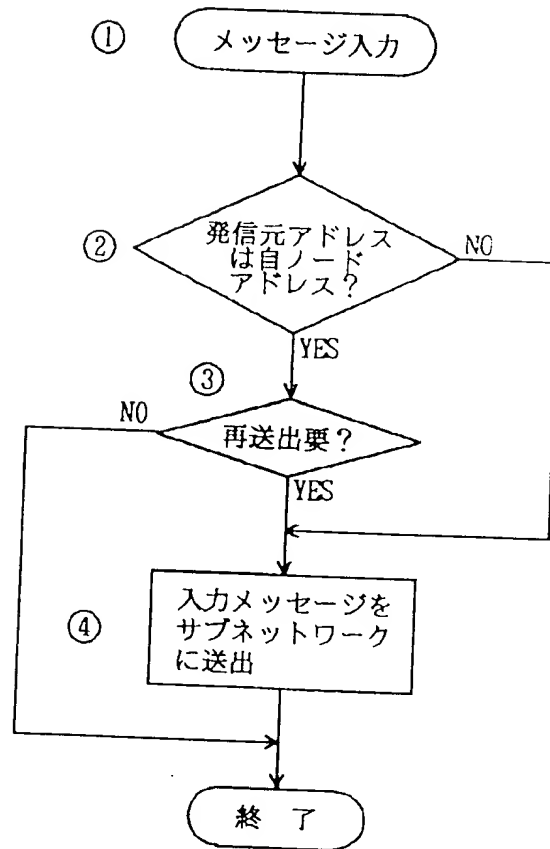 ①
メッセージ入力
②
発信元アドレス
は自ノード
アドレス?
NO
YES
③
NO
再送出要?
YES
④
入力メッセージを
サブネットワーク
に送出
終 了